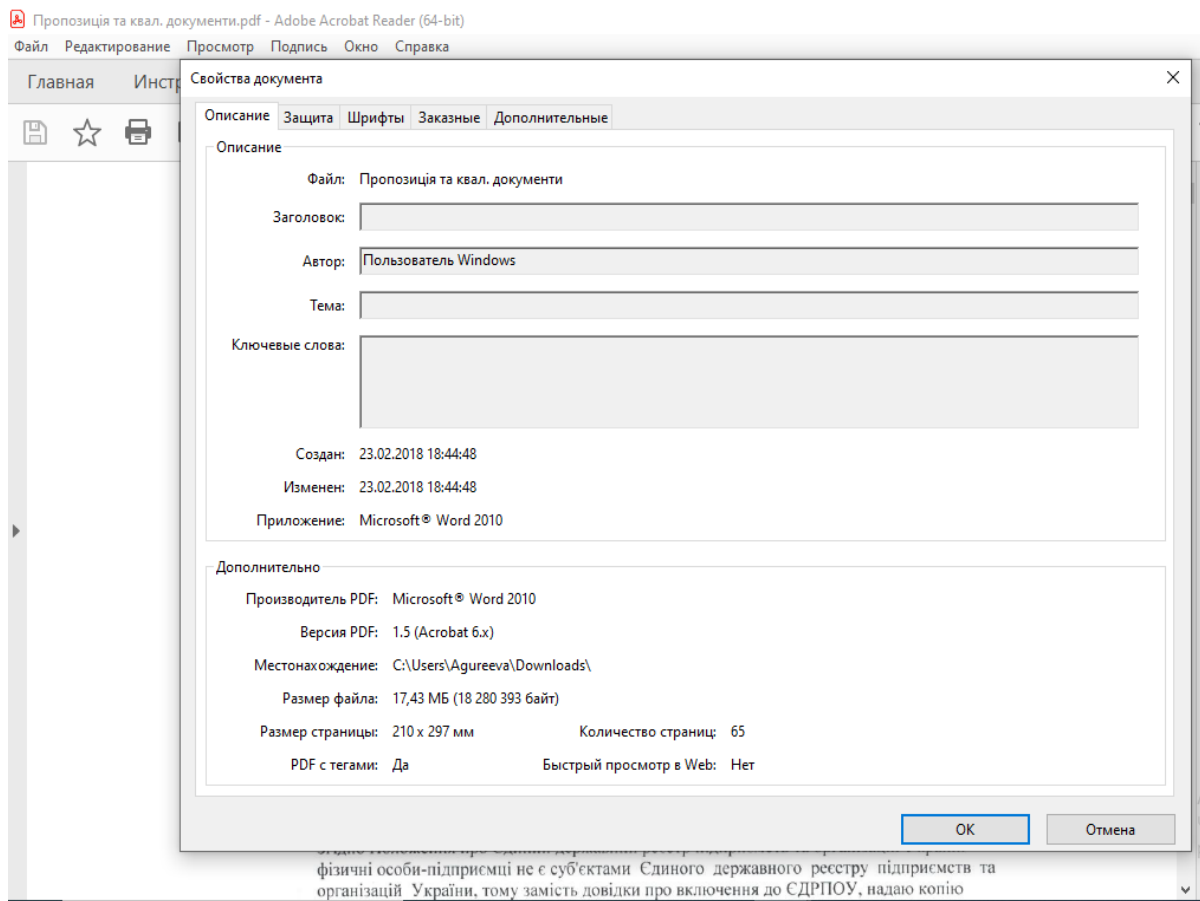 Пропозиція та квал. документи.pdf - Adobe Acrobat Reader (64-bit)
Файл Редактирование Просмотр Подпись Окно Справка
Главная Инстр
Свойства документа
Описание Защита Шрифты Заказные Дополнительные
Описание
Файл: Пропозиція та квал. документи
Заголовок:
Автор: Пользователь Windows
Тема:
Ключевые слова:
Создан: 23.02.2018 18:44:48
Изменен: 23.02.2018 18:44:48
Приложение: Microsoft® Word 2010
Дополнительно
Производитель PDF: Microsoft® Word 2010
Версия PDF: 1.5 (Acrobat 6.x)
Местонахождение: C:\Users\Agureeva\Downloads\
Размер файла: 17,43 МБ (18 280 393 байт)
Размер страницы: 210 x 297 мм Количество страниц: 65
PDF с тегами: Да Быстрый просмотр в Web: Нет
ОК Отмена
фізичні особи-підприємці не є суб'єктами Єдиного державного реєстру підприємств та
організацій України, тому замість довідки про включення до ЄДРПОУ, надаю копію